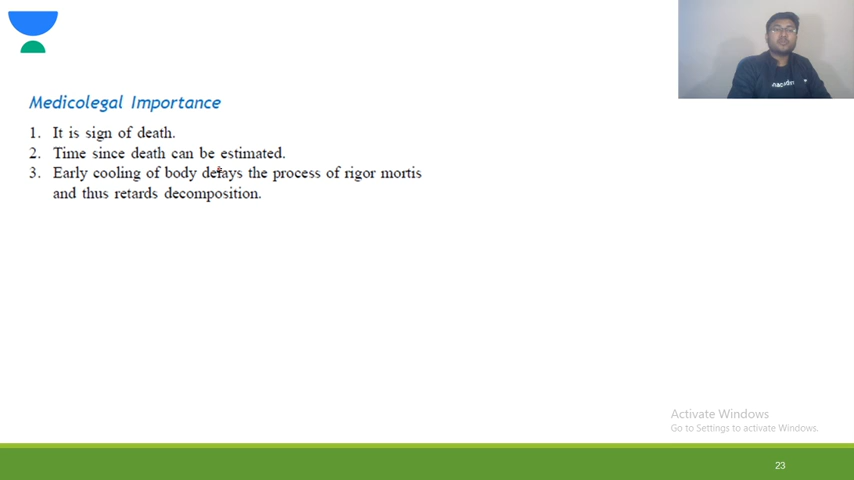 Medicolegal Importance
1. It is sign of death.
2. Time since death can be estimated.
3. Early cooling of body delays the process of rigor mortis
and thus retards decomposition.
Activate Windows
Go to Settings to activate Windows.
23